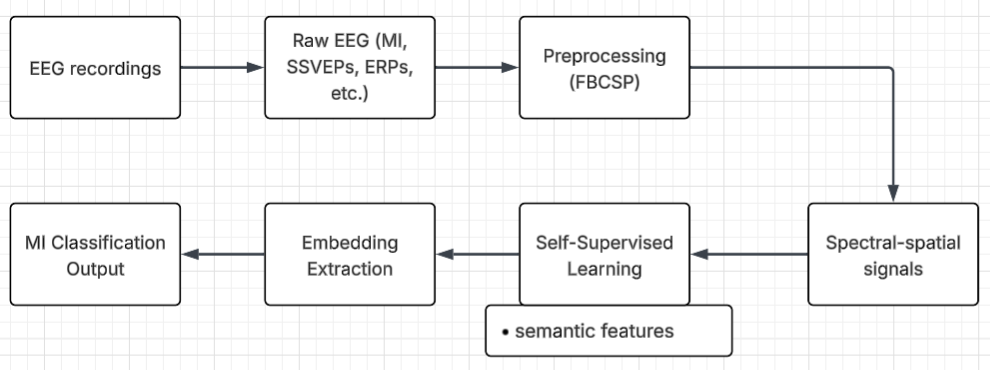 EEG recordings
Raw EEG (MI,
SSVEPs, ERPs,
etc.)
Preprocessing
(FBCSP)
Spectral-spatial
signals
Self-Supervised
Learning
• semantic features
Embedding
Extraction
MI Classification
Output